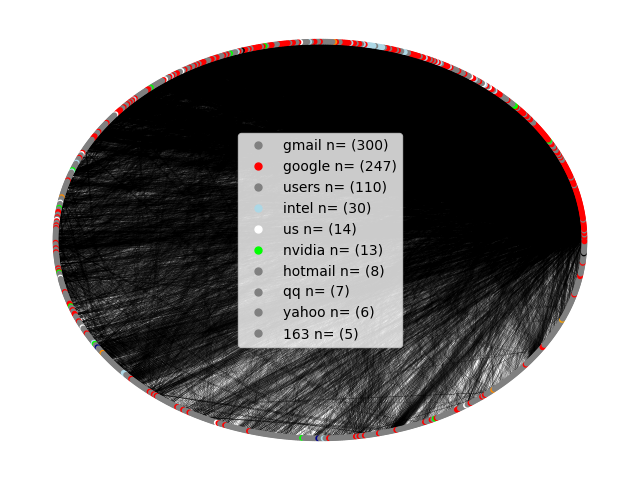 gmail n= (300)
google n= (247)
users n= (110)
intel n= (30)
us n= (14)
nvidia n= (13)
hotmail n= (8)
qq n= (7)
yahoo n= (6)
163 n= (5)